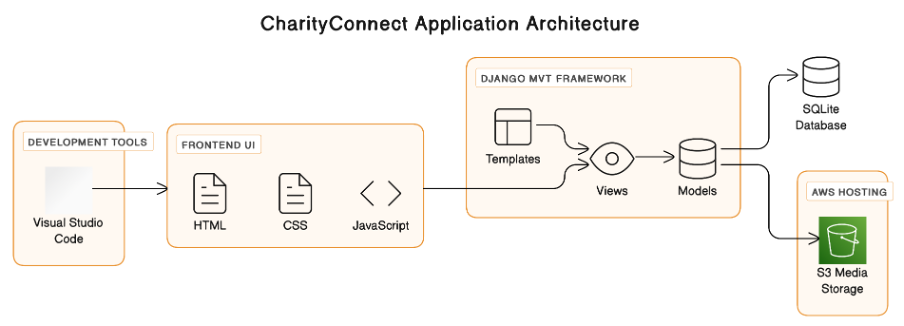 CharityConnect Application Architecture
DEVELOPMENT TOOLS
Visual Studio
Code
FRONTEND UI
HTML
CSS
JavaScript
DJANGO MVT FRAMEWORK
Templates
Views
Models
SQLite
Database
AWS HOSTING
S3 Media
Storage